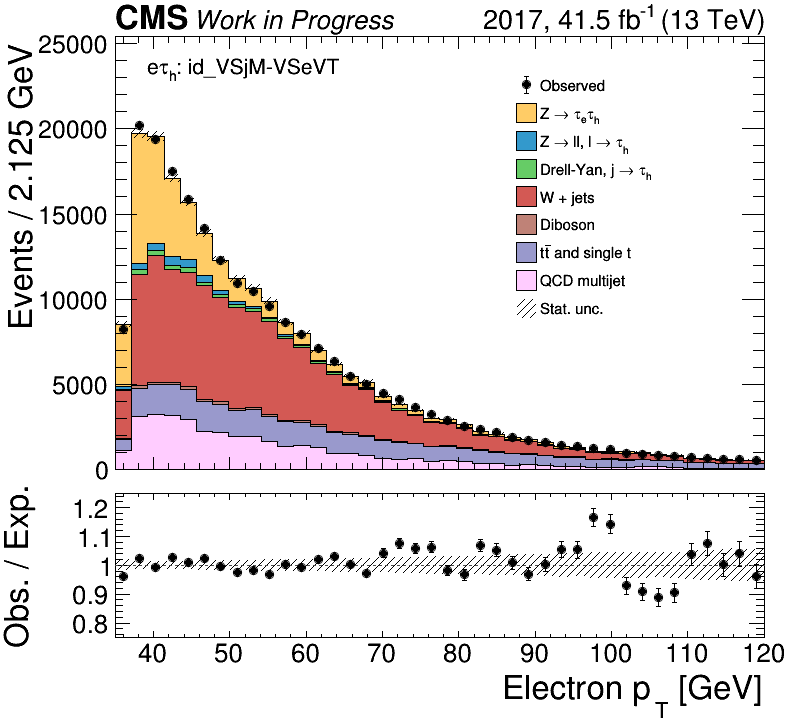 CMS Work in Progress 2017, 41.5 fb⁻¹ (13 TeV)
Events / 2.125 GeV
25000
20000
15000
10000
5000
0
eτₕ: id_VSjM-VSeVT
Observed
Z → τₑτₕ
Z → ll, l → τₕ
Drell-Yan, j → τₕ
W + jets
Diboson
tt̄ and single t
QCD multijet
Stat. unc.
Obs. / Exp.
1.2
1.1
1
0.9
0.8
40 50 60 70 80 90 100 110 120
Electron p_T [GeV]